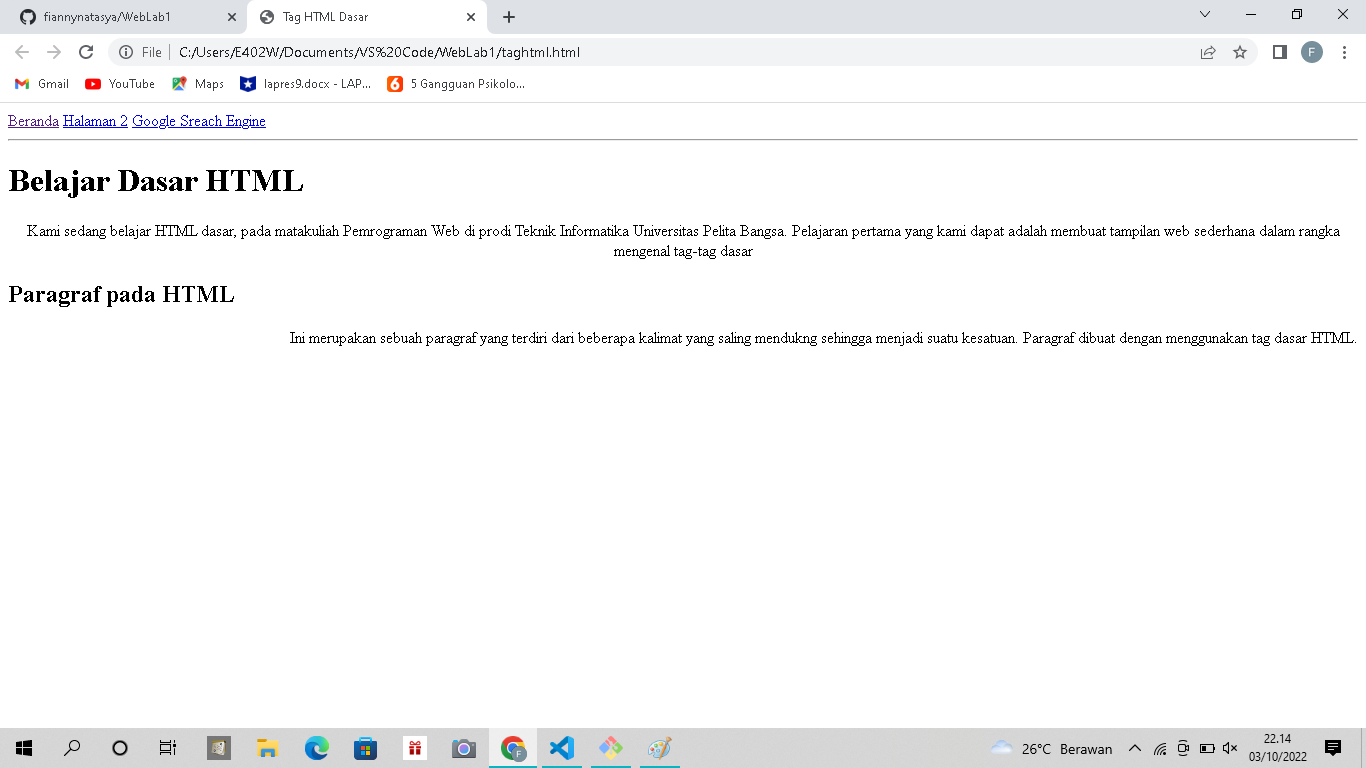 fiannynatasya/WebLab1
Tag HTML Dasar
File
C:/Users/E402W/Documents/VS%20Code/WebLab1/taghtml.html
F
Gmail
YouTube
Maps
lapres9.docx - LAP...
5 Gangguan Psikolo...
Beranda Halaman 2 Google Sreach Engine
Belajar Dasar HTML
Kami sedang belajar HTML dasar, pada matakuliah Pemrograman Web di prodi Teknik Informatika Universitas Pelita Bangsa. Pelajaran pertama yang kami dapat adalah membuat tampilan web sederhana dalam rangka
mengenal tag-tag dasar
Paragraf pada HTML
Ini merupakan sebuah paragraf yang terdiri dari beberapa kalimat yang saling mendukng sehingga menjadi suatu kesatuan. Paragraf dibuat dengan menggunakan tag dasar HTML.
F
26°C Berawan
22.14
03/10/2022